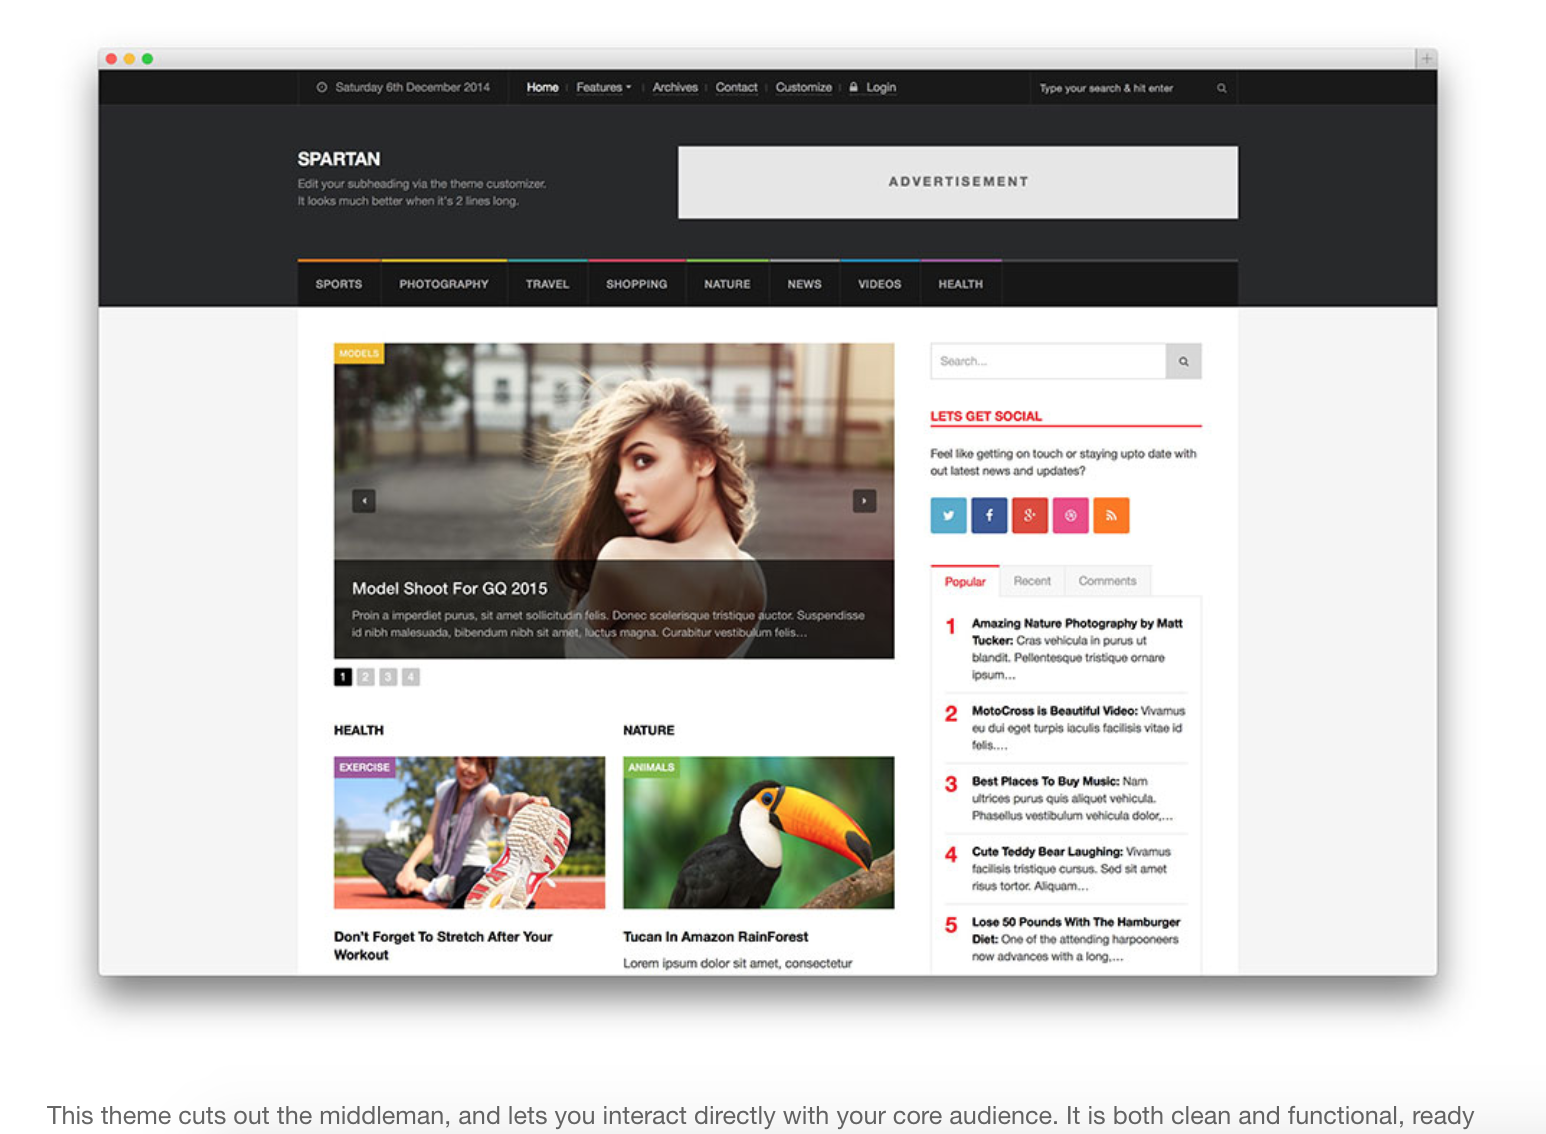 Saturday 6th December 2014
Home
Features
Archives
Contact
Customize
Login
Type your search & hit enter
SPARTAN
Edit your subheading via the theme customizer.
It looks much better when it's 2 lines long.
ADVERTISEMENT
SPORTS
PHOTOGRAPHY
TRAVEL
SHOPPING
NATURE
NEWS
VIDEOS
HEALTH
MODELS
Model Shoot For GQ 2015
Proin a imperdiet purus, sit amet sollicitudin felis. Donec scelerisque tristique auctor. Suspendisse
id nibh malesuada, bibendum nibh sit amet, luctus magna. Curabitur vestibulum felis...
1 2 3 4
HEALTH
EXERCISE
Don't Forget To Stretch After Your
Workout
NATURE
ANIMALS
Tucan In Amazon RainForest
Lorem ipsum dolor sit amet, consectetur
Search...
LETS GET SOCIAL
Feel like getting on touch or staying upto date with
out latest news and updates?
Popular
Recent
Comments
1 Amazing Nature Photography by Matt
Tucker: Cras vehicula in purus ut
blandit. Pellentesque tristique ornare
ipsum...
2 MotoCross is Beautiful Video: Vivamus
eu dui eget turpis iaculis facilisis vitae id
felis....
3 Best Places To Buy Music: Nam
ultrices purus quis aliquet vehicula.
Phasellus vestibulum vehicula dolor,...
4 Cute Teddy Bear Laughing: Vivamus
facilisis tristique cursus. Sed sit amet
risus tortor. Aliquam...
5 Lose 50 Pounds With The Hamburger
Diet: One of the attending harpooneers
now advances with a long,...
This theme cuts out the middleman, and lets you interact directly with your core audience. It is both clean and functional, ready